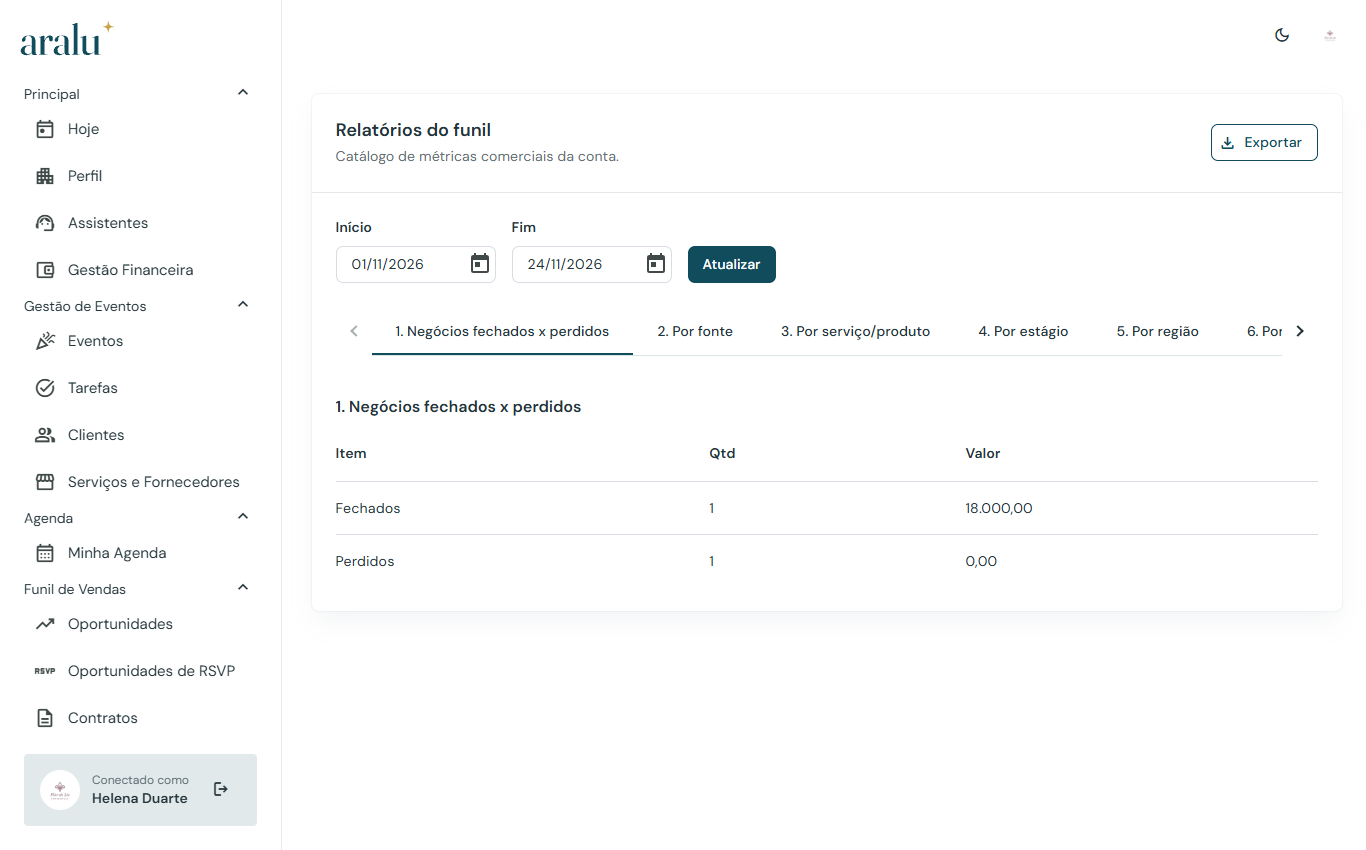 aralu
Principal
Hoje
Perfil
Assistentes
Gestão Financeira
Gestão de Eventos
Eventos
Tarefas
Clientes
Serviços e Fornecedores
Agenda
Minha Agenda
Funil de Vendas
Oportunidades
RSVP Oportunidades de RSVP
Contratos
Conectado como
Helena Duarte
Relatórios do funil
Catálogo de métricas comerciais da conta.
Exportar
Início Fim
01/11/2026 24/11/2026 Atualizar
1. Negócios fechados x perdidos 2. Por fonte 3. Por serviço/produto 4. Por estágio 5. Por região 6. Por
1. Negócios fechados x perdidos
Item Qtd Valor
Fechados 1 18.000,00
Perdidos 1 0,00